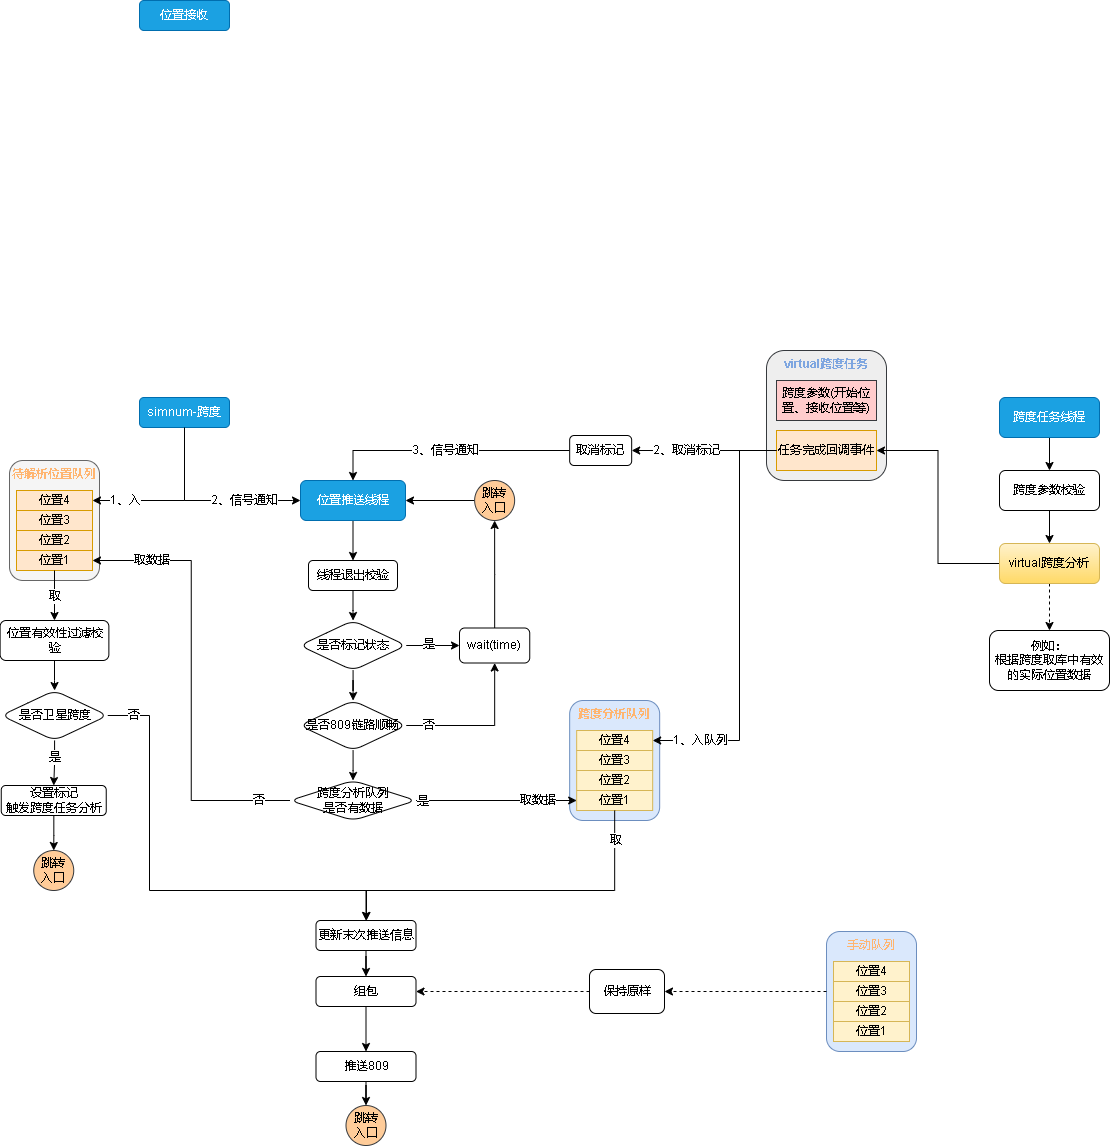 位置接收
virtual跨度任务
跨度参数(开始位
置、接收位置等)
任务完成回调事件
simnum-跨度
跨度任务线程
3、信号通知
取消标记
2、取消标记
待解析位置队列
位置4
位置3
位置2
位置1
1、入
2、信号通知
位置推送线程
跳转
入口
跨度参数校验
取数据
线程退出校验
virtual跨度分析
取
位置有效性过滤校
验
是否标记状态
是
wait(time)
例如：
根据跨度取库中有效
的实际位置数据
是否卫星跨度
否
是否809链路顺畅
否
跨度分析队列
位置4
位置3
位置2
位置1
1、入队列
是
设置标记
触发跨度任务分析
否
跨度分析队列
是否有数据
是
取数据
取
跳转
入口
更新末次推送信息
手动队列
位置4
位置3
位置2
位置1
组包
保持原样
推送809
跳转
入口